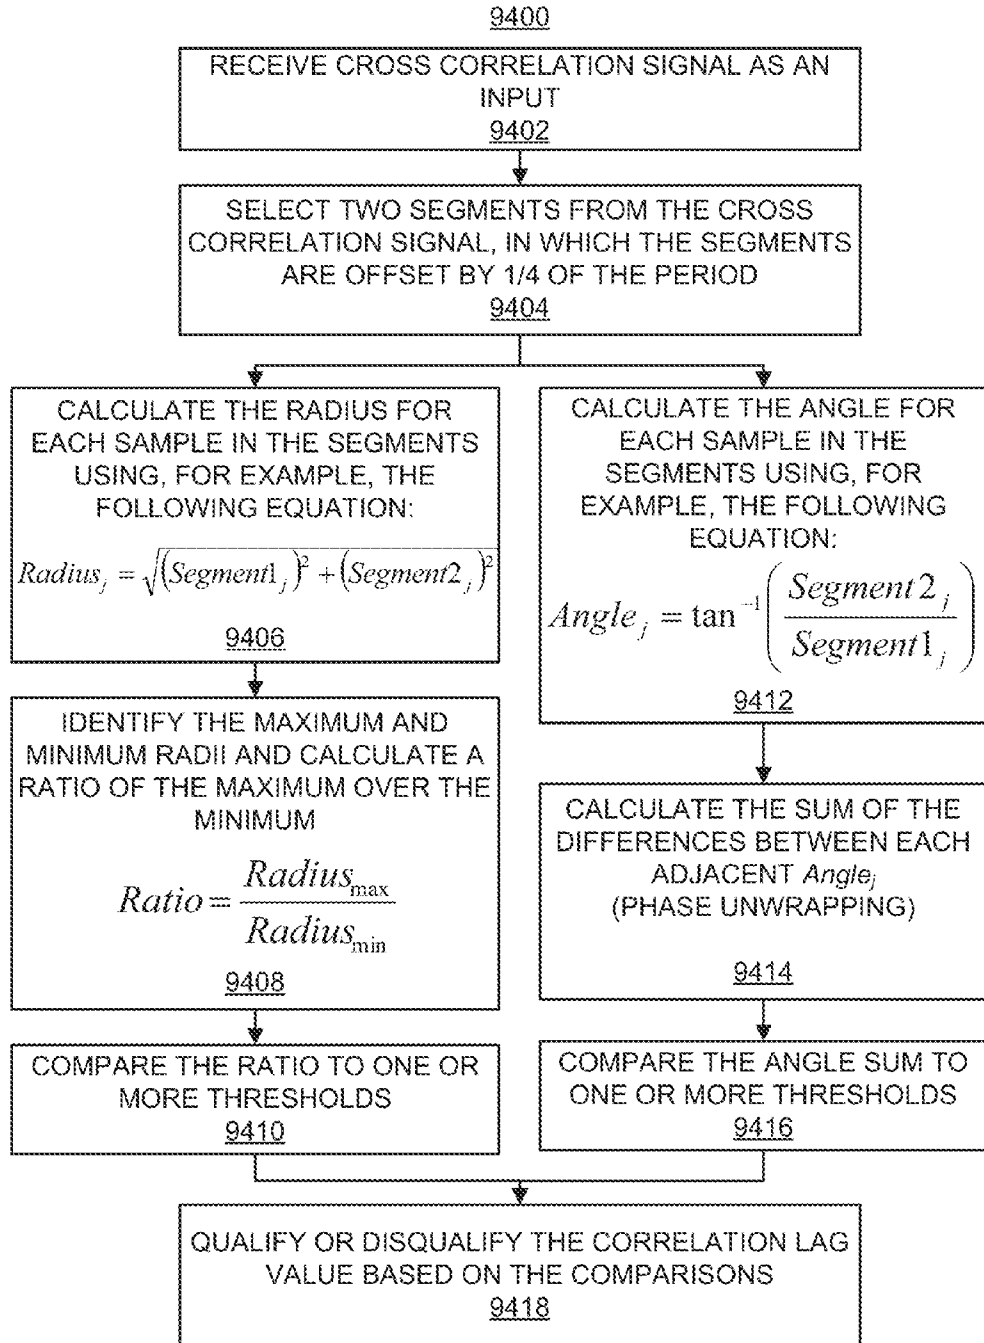 9400
RECEIVE CROSS CORRELATION SIGNAL AS AN
INPUT
9402
SELECT TWO SEGMENTS FROM THE CROSS
CORRELATION SIGNAL, IN WHICH THE SEGMENTS
ARE OFFSET BY 1/4 OF THE PERIOD
9404
CALCULATE THE RADIUS FOR
EACH SAMPLE IN THE SEGMENTS
USING, FOR EXAMPLE, THE
FOLLOWING EQUATION:
Radius_j = √((Segment1_j)² + (Segment2_j)²)
9406
IDENTIFY THE MAXIMUM AND
MINIMUM RADII AND CALCULATE A
RATIO OF THE MAXIMUM OVER THE
MINIMUM
Ratio = Radius_max / Radius_min
9408
COMPARE THE RATIO TO ONE OR
MORE THRESHOLDS
9410
CALCULATE THE ANGLE FOR
EACH SAMPLE IN THE
SEGMENTS USING, FOR
EXAMPLE, THE FOLLOWING
EQUATION:
Angle_j = tan⁻¹(Segment2_j / Segment1_j)
9412
CALCULATE THE SUM OF THE
DIFFERENCES BETWEEN EACH
ADJACENT Angle_j
(PHASE UNWRAPPING)
9414
COMPARE THE ANGLE SUM TO
ONE OR MORE THRESHOLDS
9416
QUALIFY OR DISQUALIFY THE CORRELATION LAG
VALUE BASED ON THE COMPARISONS
9418